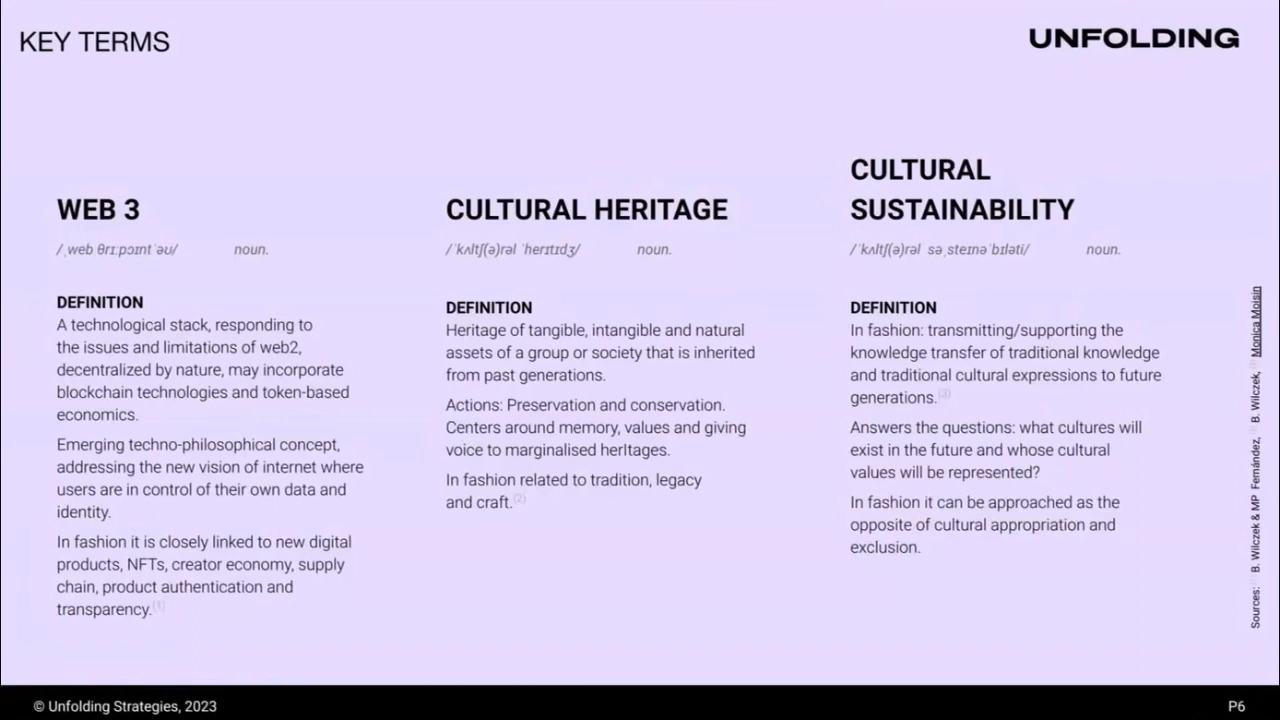 KEY TERMS
UNFOLDING
WEB 3
/ˌweb θrɪːpɔɪnt ˈəʊ/ noun.
DEFINITION
A technological stack, responding to
the issues and limitations of web2,
decentralized by nature, may incorporate
blockchain technologies and token-based
economics.
Emerging techno-philosophical concept,
addressing the new vision of internet where
users are in control of their own data and
identity.
In fashion it is closely linked to new digital
products, NFTs, creator economy, supply
chain, product authentication and
transparency.(1)
CULTURAL HERITAGE
/ˈkʌltʃ(ə)rəl ˈherɪtɪdʒ/ noun.
DEFINITION
Heritage of tangible, intangible and natural
assets of a group or society that is inherited
from past generations.
Actions: Preservation and conservation.
Centers around memory, values and giving
voice to marginalised herltages.
In fashion related to tradition, legacy
and craft.(2)
CULTURAL
SUSTAINABILITY
/ˈkʌltʃ(ə)rəl səˌsteɪnəˈbɪləti/ noun.
DEFINITION
In fashion: transmitting/supporting the
knowledge transfer of traditional knowledge
and traditional cultural expressions to future
generations.(3)
Answers the questions: what cultures will
exist in the future and whose cultural
values will be represented?
In fashion it can be approached as the
opposite of cultural appropriation and
exclusion.
Sources: B. Wilczek & MP Fernández, B. Wilczek, Monica Moisin
© Unfolding Strategies, 2023
P6